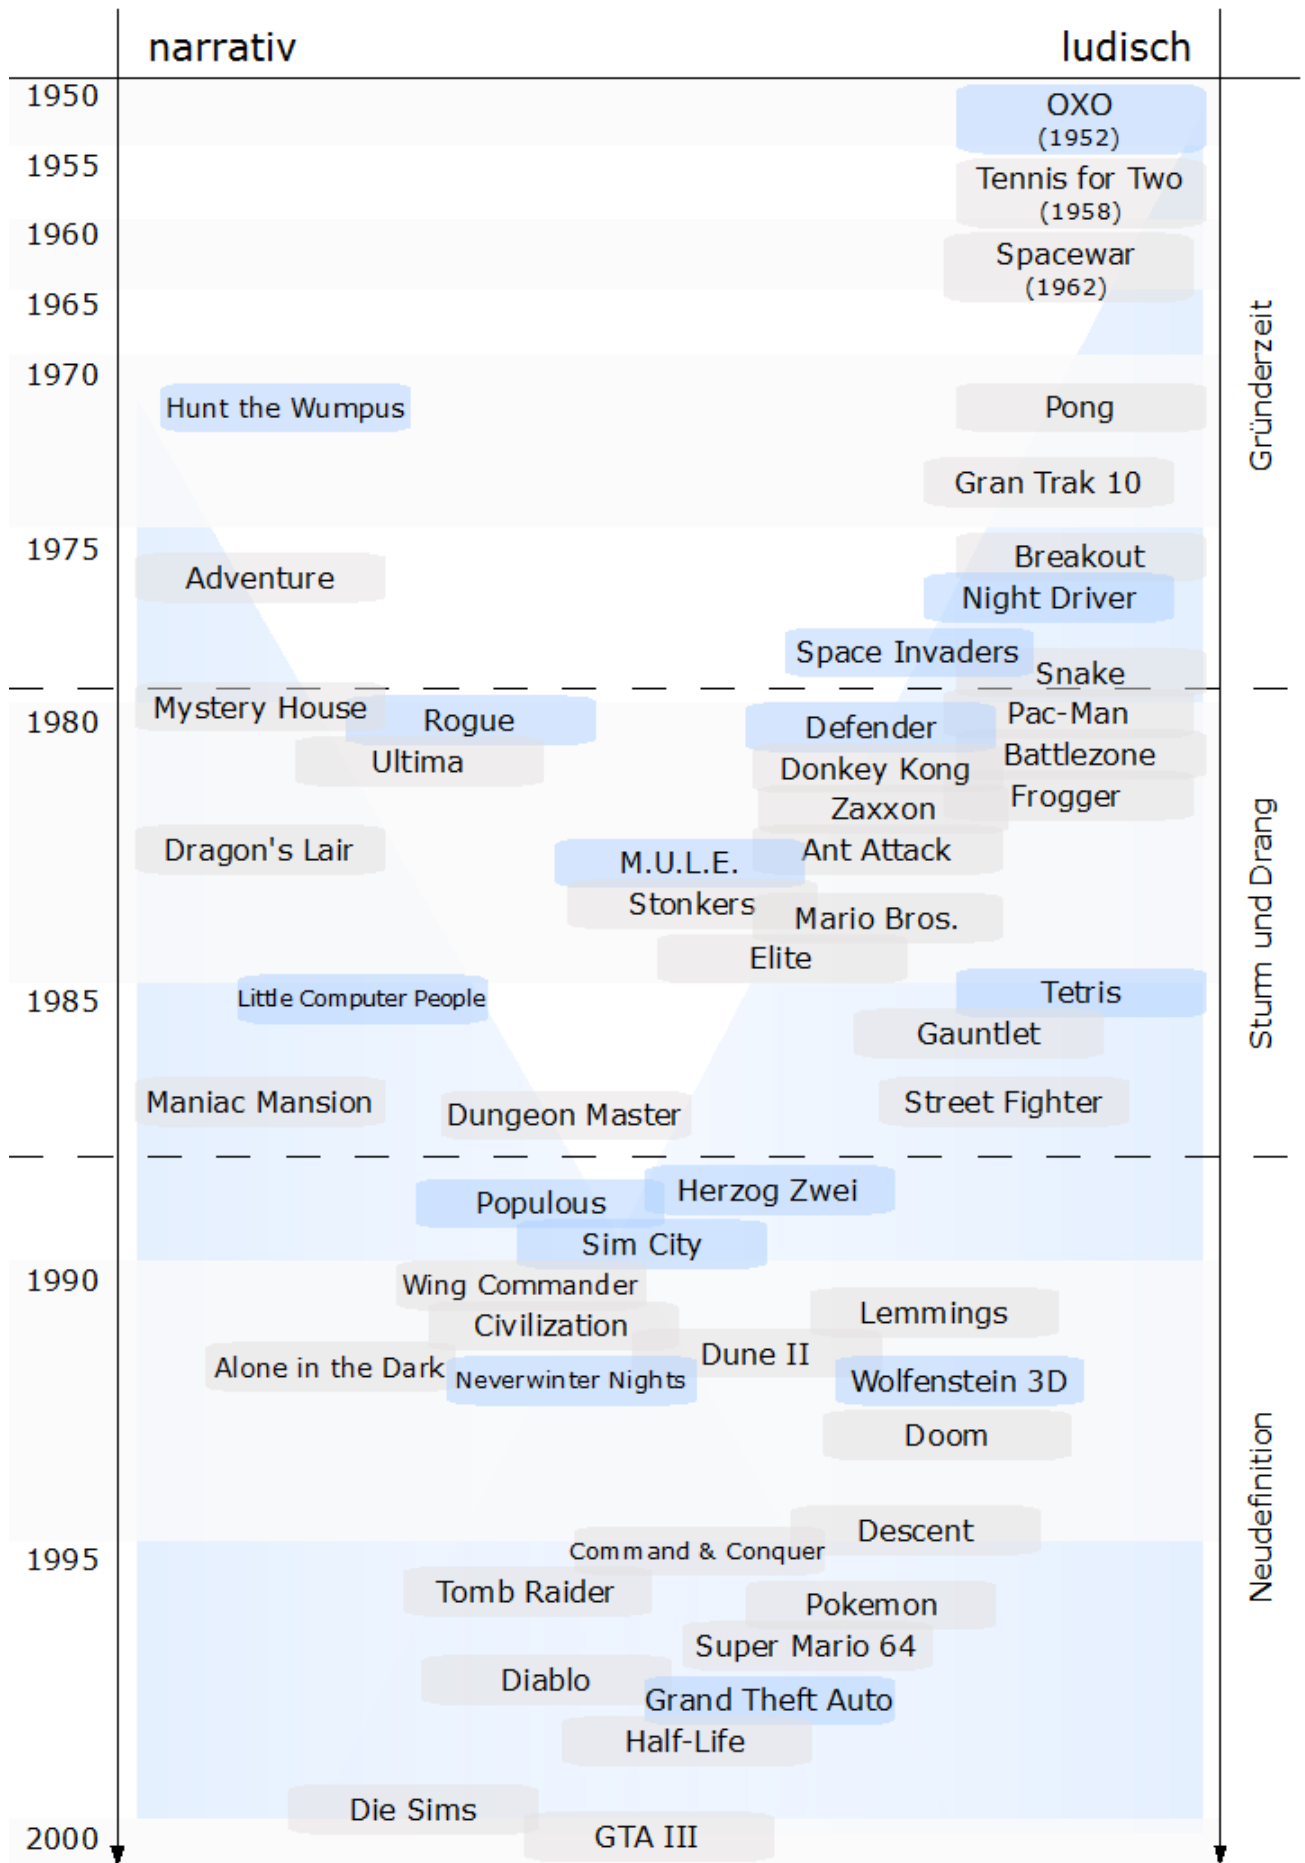 narrativ
ludisch
1950
OXO
(1952)
1955
Tennis for Two
(1958)
1960
Spacewar
(1962)
1965
Gründerzeit
1970
Hunt the Wumpus
Pong
Gran Trak 10
1975
Breakout
Adventure
Night Driver
Space Invaders
Snake
Mystery House
Rogue
1980
Defender
Pac-Man
Ultima
Donkey Kong
Battlezone
Zaxxon
Frogger
Dragon's Lair
M.U.L.E.
Ant Attack
Stonkers
Mario Bros.
Elite
Sturm und Drang
1985
Little Computer People
Tetris
Gauntlet
Maniac Mansion
Dungeon Master
Street Fighter
Populous
Herzog Zwei
Sim City
1990
Wing Commander
Civilization
Lemmings
Alone in the Dark
Dune II
Neverwinter Nights
Wolfenstein 3D
Doom
Neudefinition
Descent
1995
Command & Conquer
Tomb Raider
Pokemon
Super Mario 64
Diablo
Grand Theft Auto
Half-Life
Die Sims
2000
GTA III